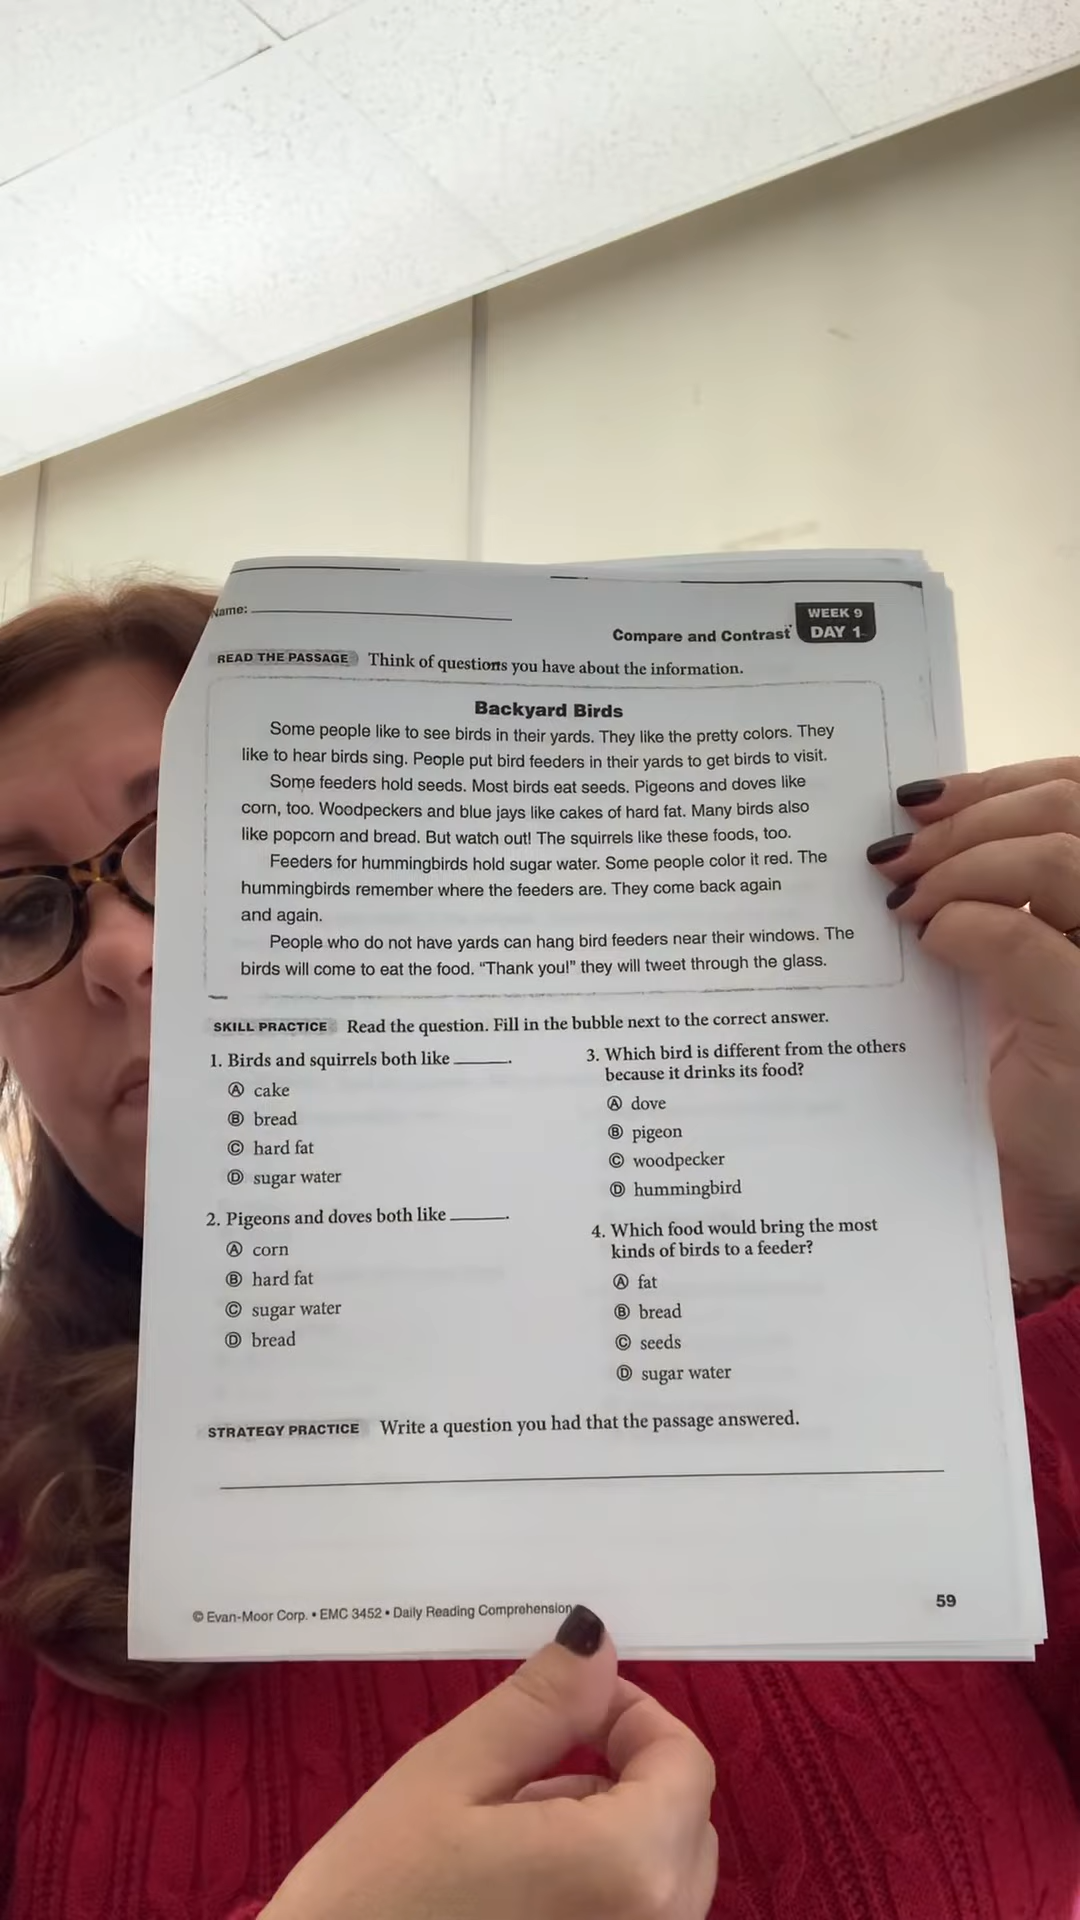 Name:
WEEK 9
Compare and Contrast DAY 1
READ THE PASSAGE Think of questions you have about the information.
Backyard Birds
Some people like to see birds in their yards. They like the pretty colors. They
like to hear birds sing. People put bird feeders in their yards to get birds to visit.
Some feeders hold seeds. Most birds eat seeds. Pigeons and doves like
corn, too. Woodpeckers and blue jays like cakes of hard fat. Many birds also
like popcorn and bread. But watch out! The squirrels like these foods, too.
Feeders for hummingbirds hold sugar water. Some people color it red. The
hummingbirds remember where the feeders are. They come back again
and again.
People who do not have yards can hang bird feeders near their windows. The
birds will come to eat the food. “Thank you!” they will tweet through the glass.
SKILL PRACTICE Read the question. Fill in the bubble next to the correct answer.
1. Birds and squirrels both like ______.
Ⓐ cake
Ⓑ bread
Ⓒ hard fat
Ⓓ sugar water
2. Pigeons and doves both like ______.
Ⓐ corn
Ⓑ hard fat
Ⓒ sugar water
Ⓓ bread
3. Which bird is different from the others
because it drinks its food?
Ⓐ dove
Ⓑ pigeon
Ⓒ woodpecker
Ⓓ hummingbird
4. Which food would bring the most
kinds of birds to a feeder?
Ⓐ fat
Ⓑ bread
Ⓒ seeds
Ⓓ sugar water
STRATEGY PRACTICE Write a question you had that the passage answered.
© Evan-Moor Corp. • EMC 3452 • Daily Reading Comprehension
59